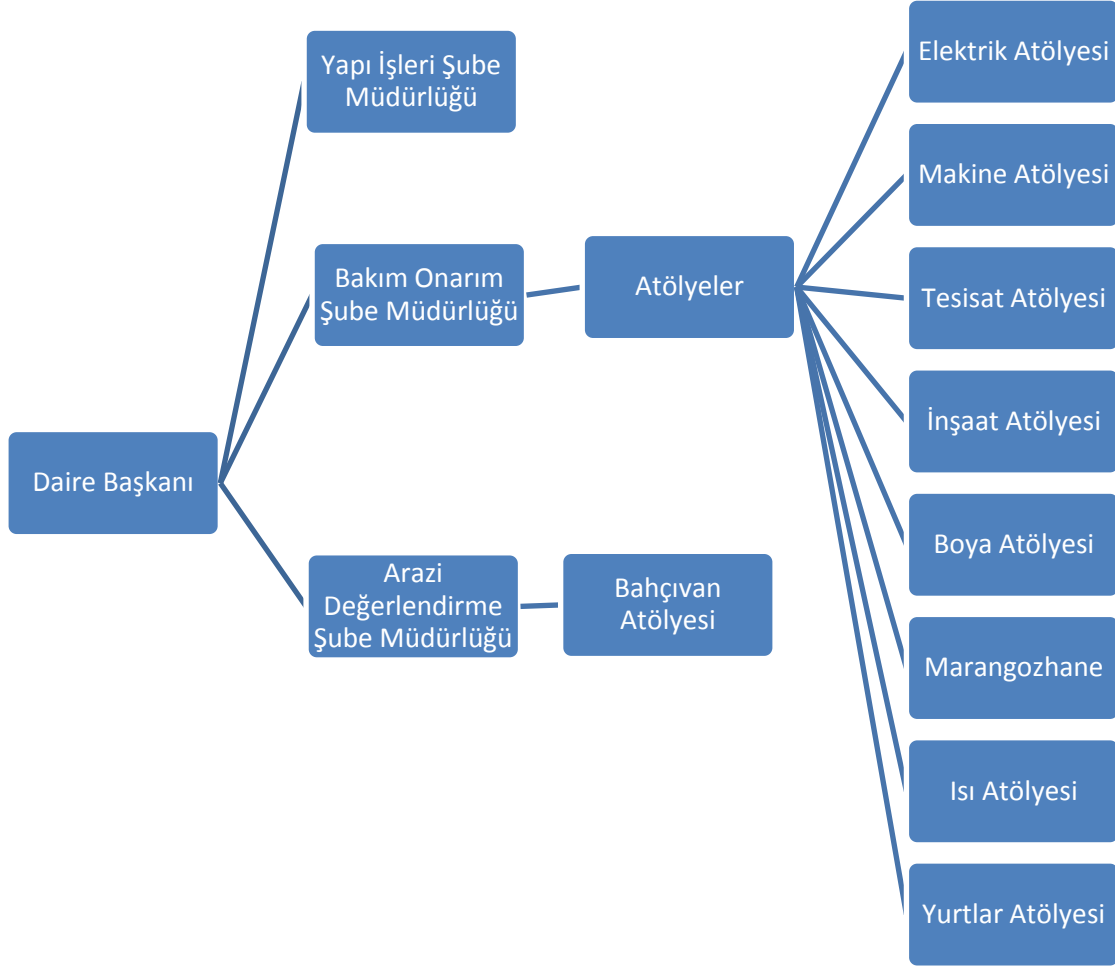 Daire Başkanı
Yapı İşleri Şube
Müdürlüğü
Bakım Onarım
Şube Müdürlüğü
Atölyeler
Elektrik Atölyesi
Makine Atölyesi
Tesisat Atölyesi
İnşaat Atölyesi
Boya Atölyesi
Marangozhane
Isı Atölyesi
Yurtlar Atölyesi
Arazi
Değerlendirme
Şube Müdürlüğü
Bahçıvan
Atölyesi